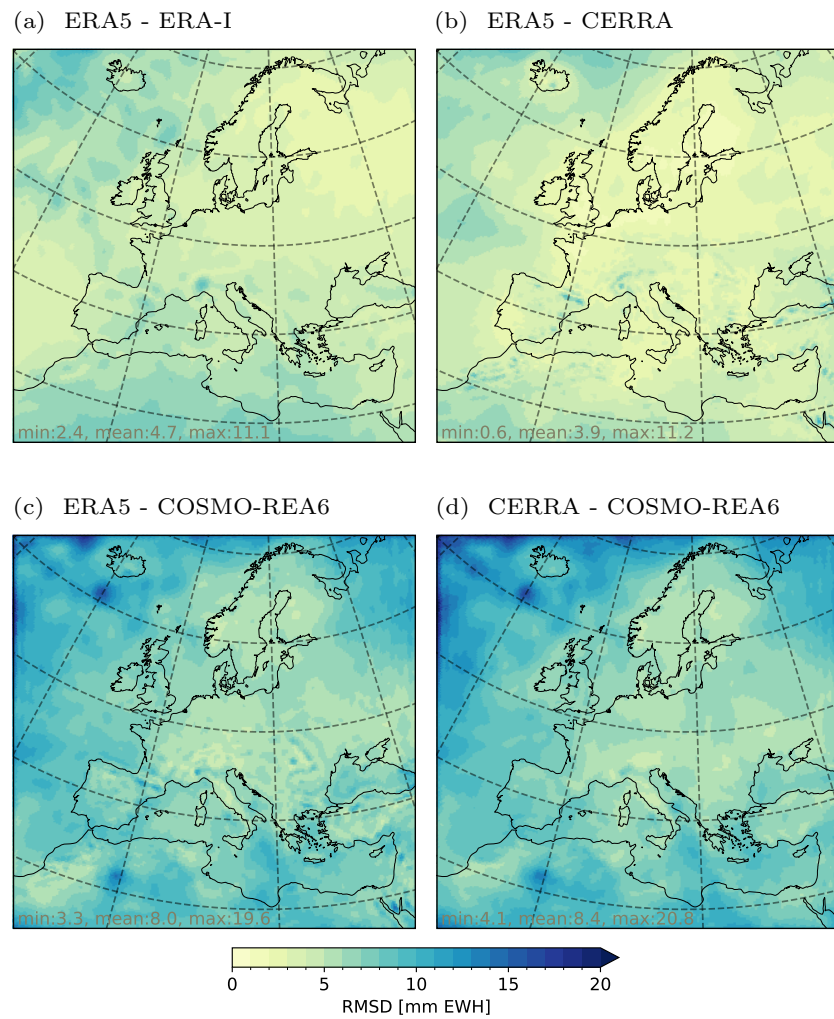 (a) ERA5 - ERA-I
(b) ERA5 - CERRA
min:2.4, mean:4.7, max:11.1
min:0.6, mean:3.9, max:11.2
(c) ERA5 - COSMO-REA6
(d) CERRA - COSMO-REA6
min:3.3, mean:8.0, max:19.6
min:4.1, mean:8.4, max:20.8
0 5 10 15 20
RMSD [mm EWH]